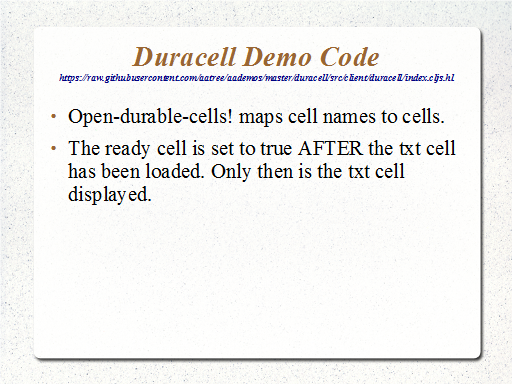 Duracell Demo Code
https://raw.githubusercontent.com/aatree/aademos/master/duracell/src/client/duracell/index.cljs.hl
• Open-durable-cells! maps cell names to cells.
• The ready cell is set to true AFTER the txt cell
has been loaded. Only then is the txt cell
displayed.